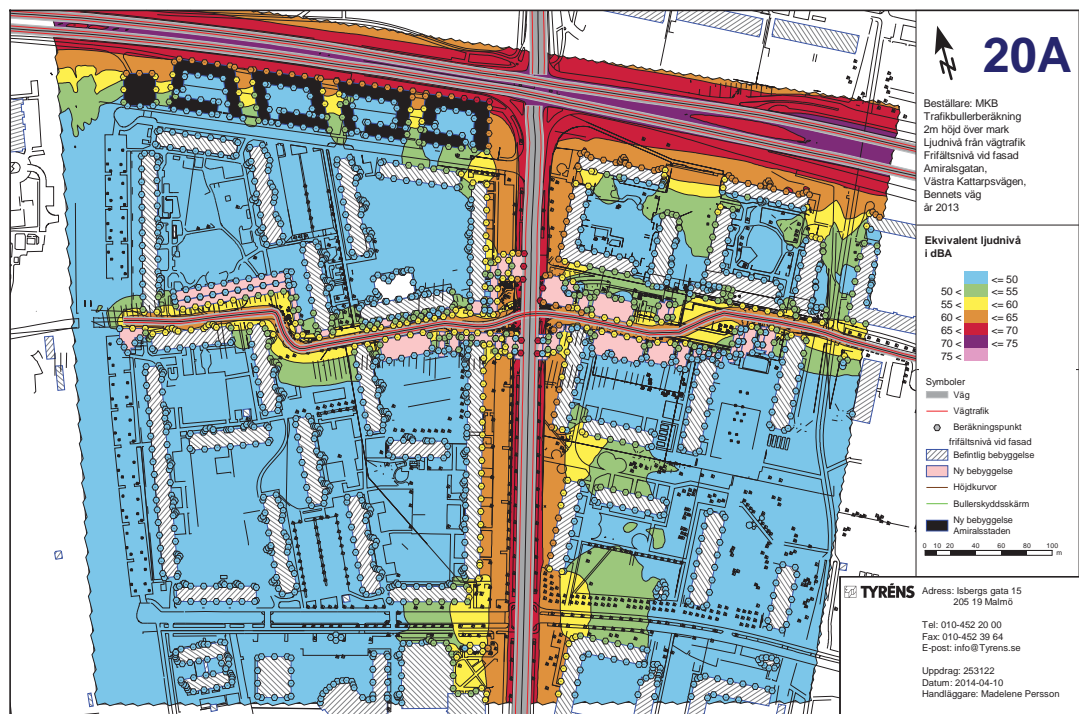 20A
N
Beställare: MKB
Trafikbullerberäkning
2m höjd över mark
Ljudnivå från vägtrafik
Frifältsnivå vid fasad
Amiralsgatan,
Västra Kattarpsvägen,
Bennets väg
år 2013
Ekvivalent ljudnivå
i dBA
<= 50
50 < <= 55
55 < <= 60
60 < <= 65
65 < <= 70
70 < <= 75
75 <
Symboler
Väg
Vägtrafik
Beräkningspunkt
frifältsnivå vid fasad
Befintlig bebyggelse
Ny bebyggelse
Höjdkurvor
Bullerskyddsskärm
Ny bebyggelse
Amiralsstaden
0 10 20 40 60 80 100
m
TYRÉNS
Adress: Isbergs gata 15
205 19 Malmö
Tel: 010-452 20 00
Fax: 010-452 39 64
E-post: info@Tyrens.se
Uppdrag: 253122
Datum: 2014-04-10
Handläggare: Madelene Persson